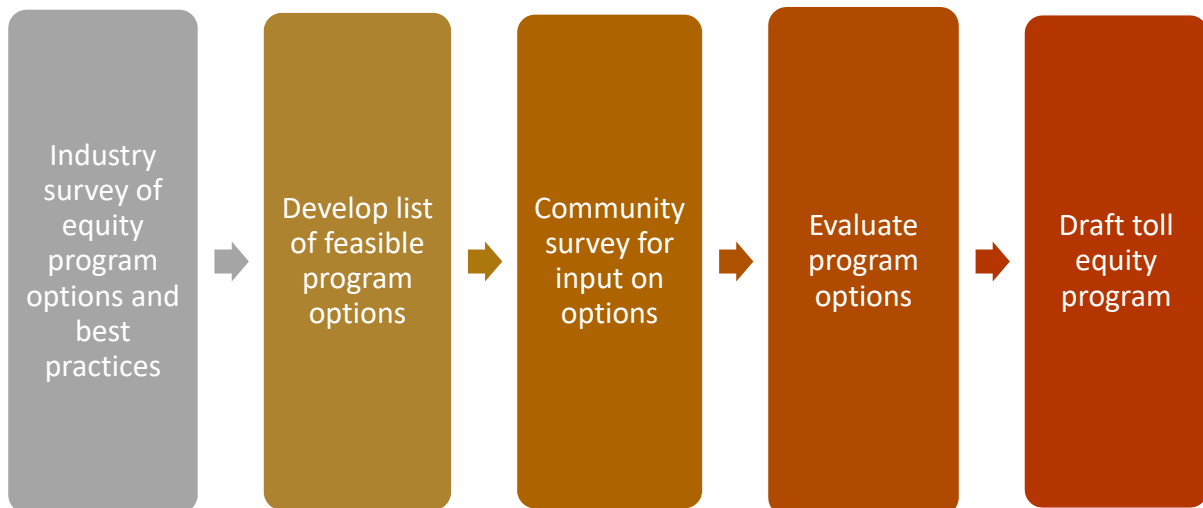 Industry
survey of
equity
program
options and
best
practices
Develop list
of feasible
program
options
Community
survey for
input on
options
Evaluate
program
options
Draft toll
equity
program